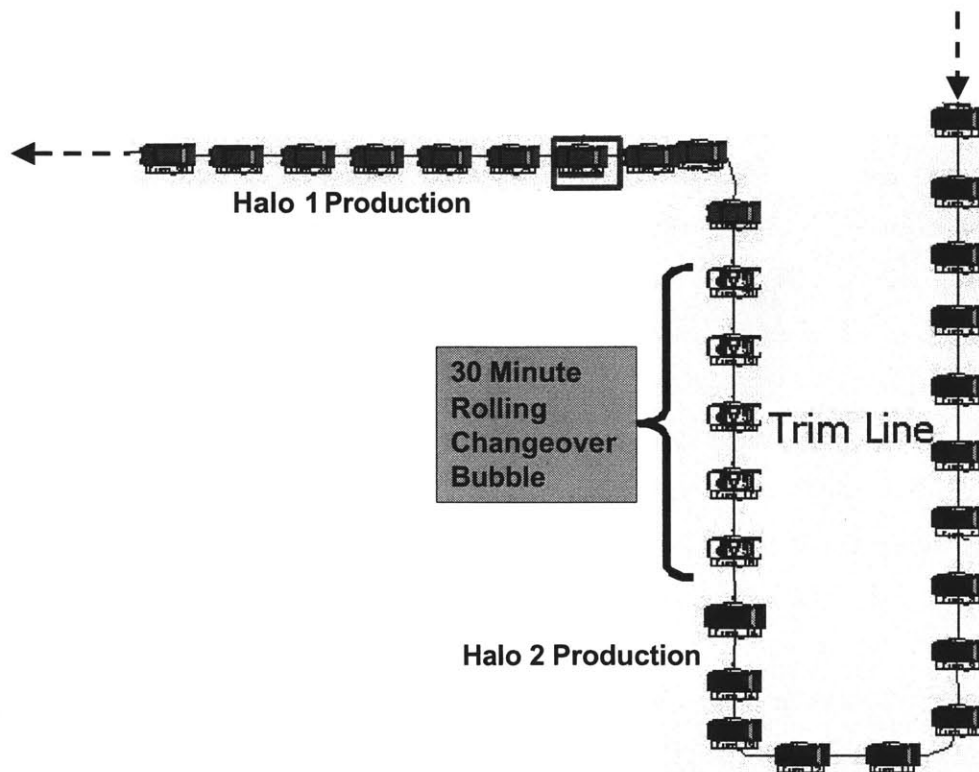 Halo 1 Production
30 Minute
Rolling
Changeover
Bubble
Trim Line
Halo 2 Production